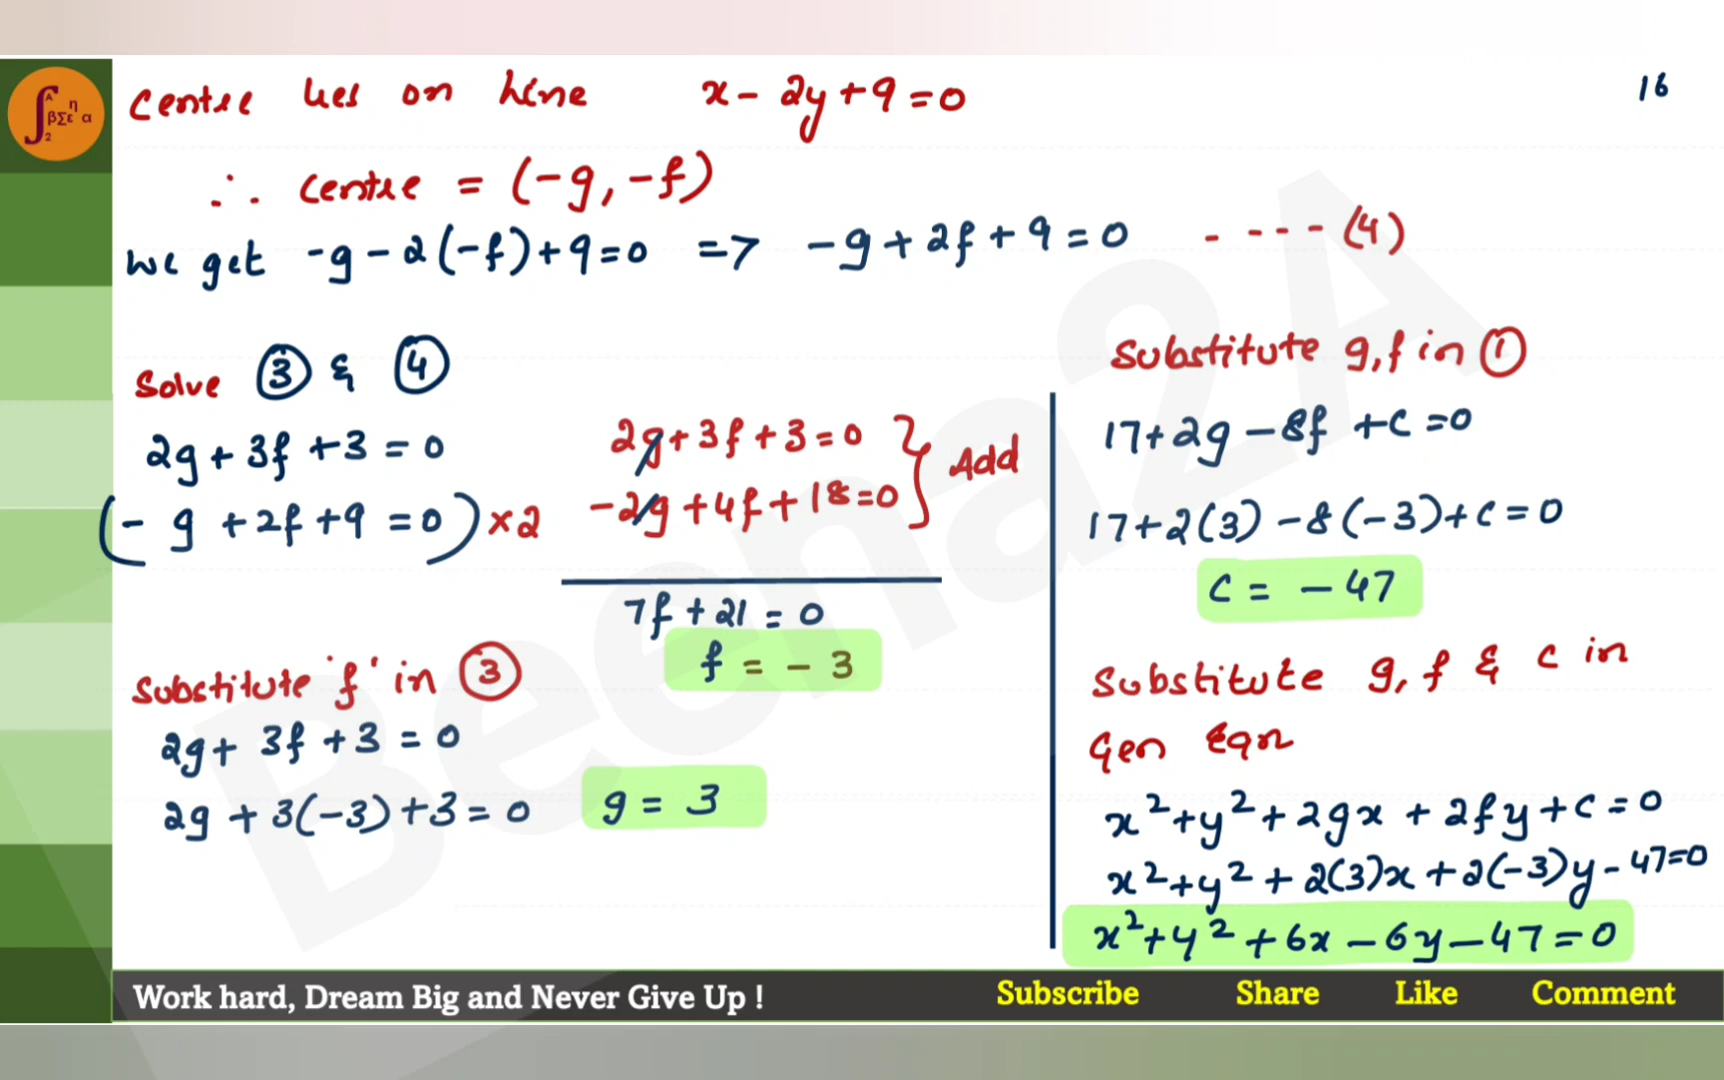 16
Centre lies on line x - 2y + 9 = 0
∴ centre = (-g, -f)
we get -g - 2(-f) + 9 = 0 => -g + 2f + 9 = 0 ---- (4)
Solve ③ & ④
2g + 3f + 3 = 0
(-g + 2f + 9 = 0) × 2
2g + 3f + 3 = 0
-2g + 4f + 18 = 0 } Add
7f + 21 = 0
f = -3
Substitute 'f' in ③
2g + 3f + 3 = 0
2g + 3(-3) + 3 = 0 g = 3
Substitute g, f in ①
17 + 2g - 8f + c = 0
17 + 2(3) - 8(-3) + c = 0
c = -47
Substitute g, f & c in
Gen Eqn
x² + y² + 2gx + 2fy + c = 0
x² + y² + 2(3)x + 2(-3)y - 47 = 0
x² + y² + 6x - 6y - 47 = 0
Beena2A
Work hard, Dream Big and Never Give Up ! Subscribe Share Like Comment